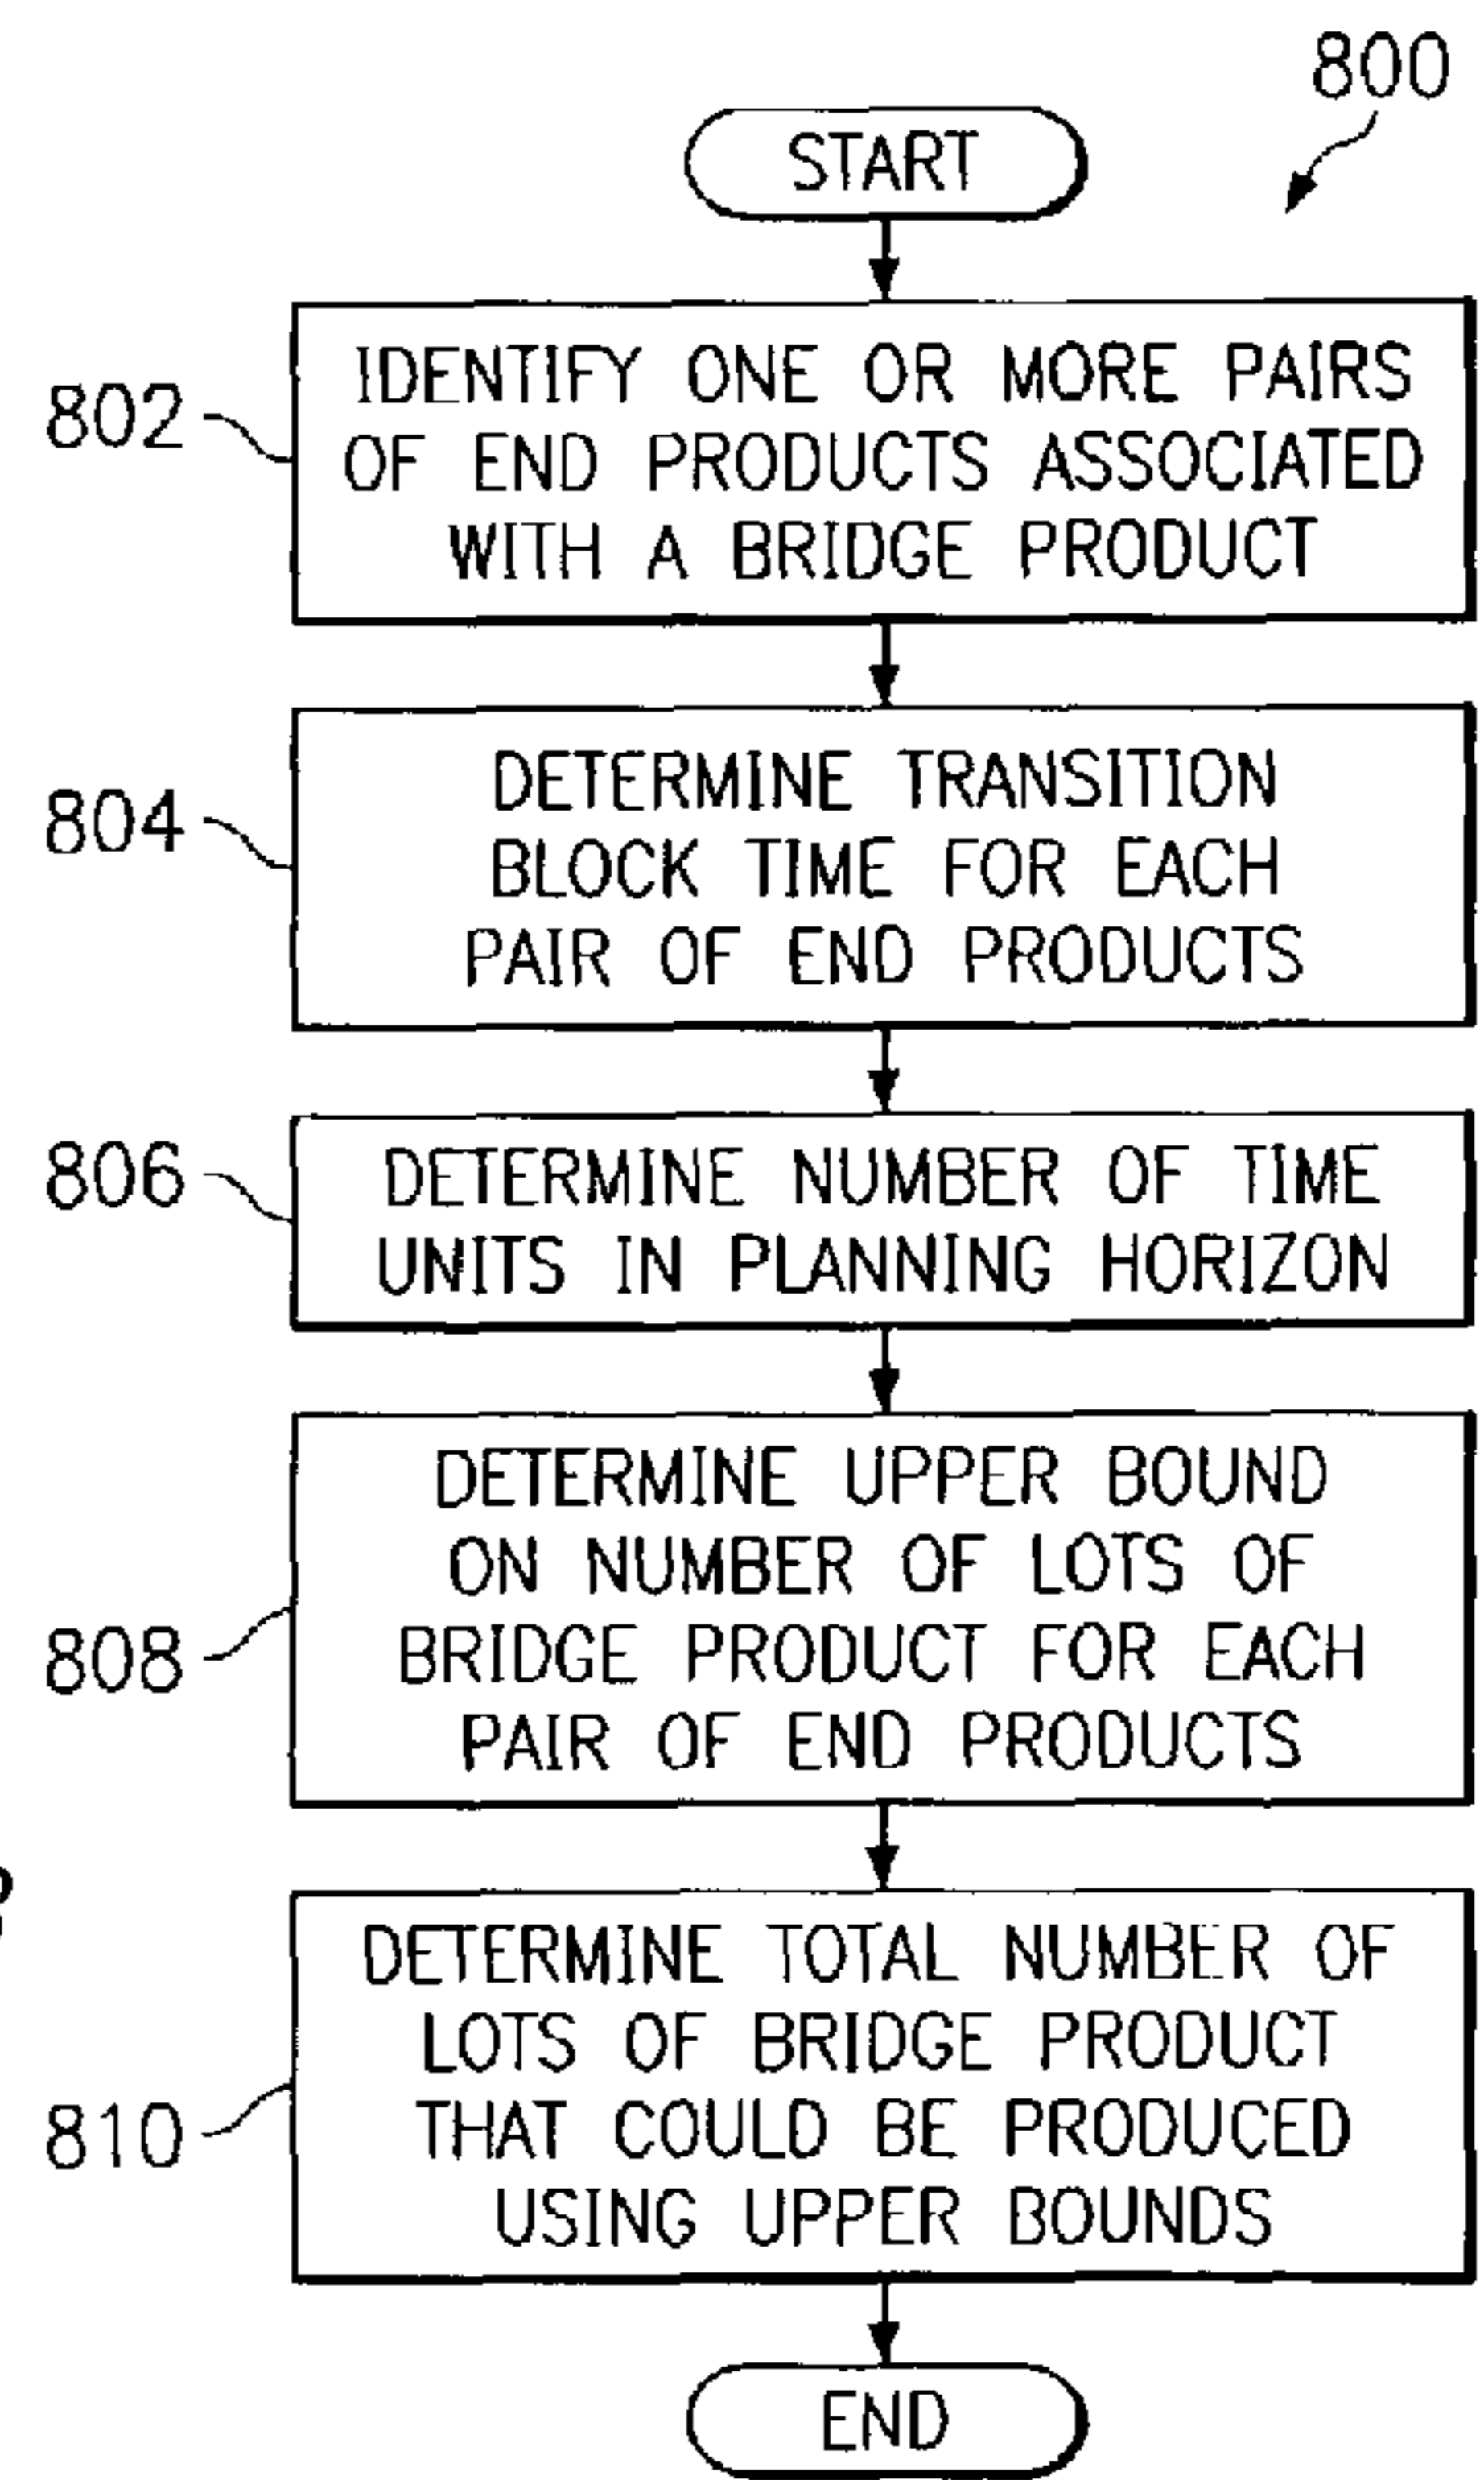 800
START
802
IDENTIFY ONE OR MORE PAIRS
OF END PRODUCTS ASSOCIATED
WITH A BRIDGE PRODUCT
804
DETERMINE TRANSITION
BLOCK TIME FOR EACH
PAIR OF END PRODUCTS
806
DETERMINE NUMBER OF TIME
UNITS IN PLANNING HORIZON
808
DETERMINE UPPER BOUND
ON NUMBER OF LOTS OF
BRIDGE PRODUCT FOR EACH
PAIR OF END PRODUCTS
810
DETERMINE TOTAL NUMBER OF
LOTS OF BRIDGE PRODUCT
THAT COULD BE PRODUCED
USING UPPER BOUNDS
END